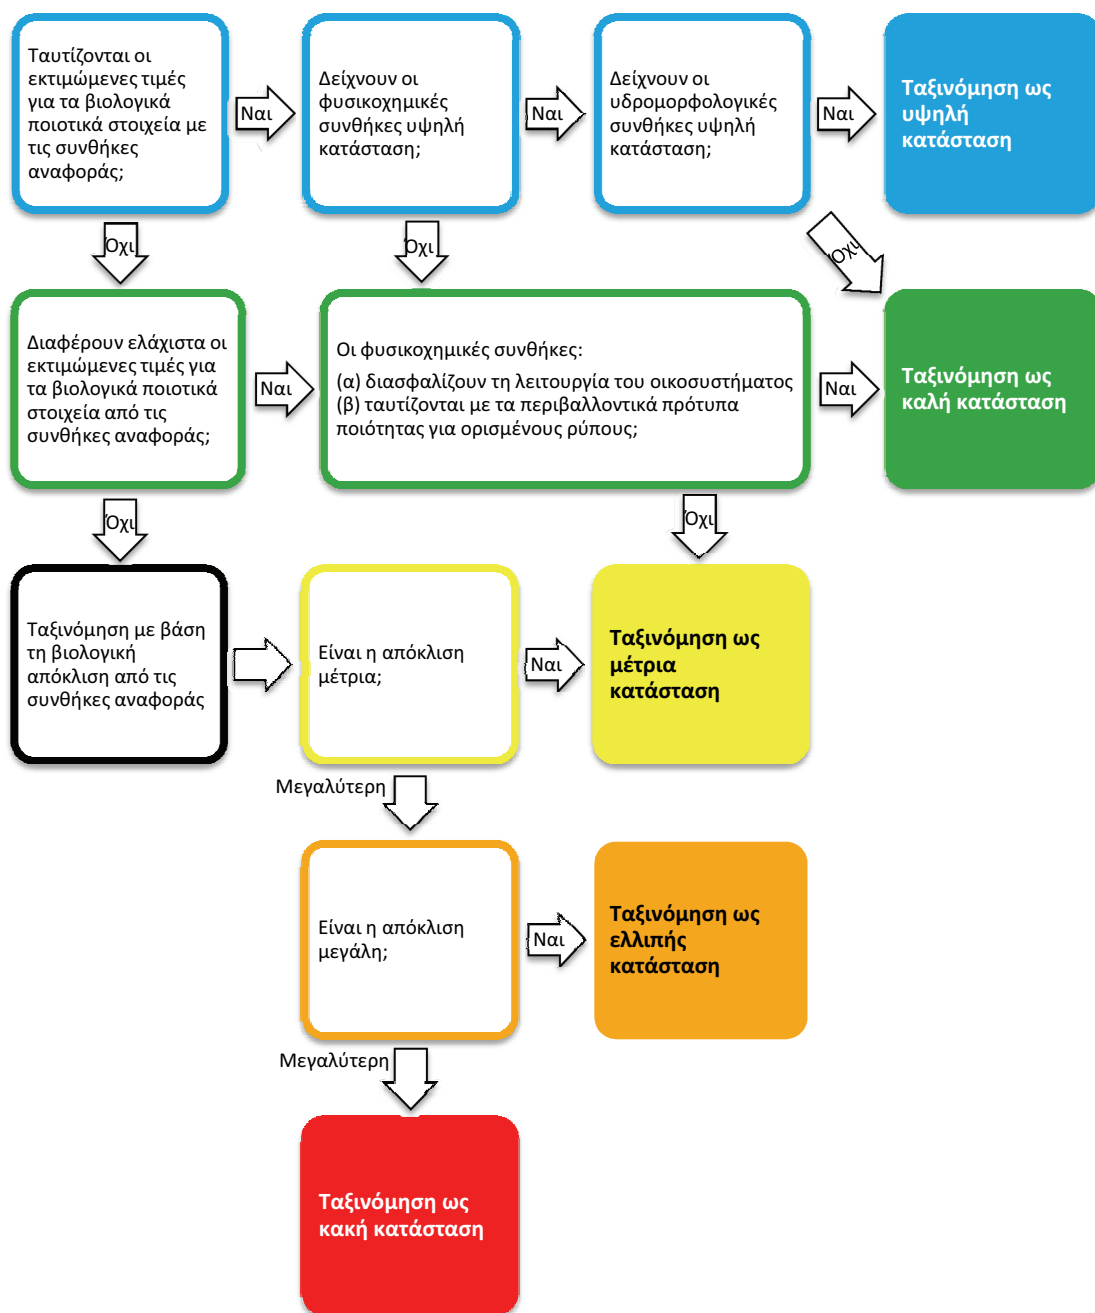 Ταυτίζονται οι
εκτιμώμενες τιμές
για τα βιολογικά
ποιοτικά στοιχεία με
τις συνθήκες
αναφοράς;
Ναι
Δείχνουν οι
φυσικοχημικές
συνθήκες υψηλή
κατάσταση;
Ναι
Δείχνουν οι
υδρομορφολογικές
συνθήκες υψηλή
κατάσταση;
Ναι
Ταξινόμηση ως
υψηλή
κατάσταση
Όχι
Όχι
Όχι
Διαφέρουν ελάχιστα οι
εκτιμώμενες τιμές για
τα βιολογικά ποιοτικά
στοιχεία από τις
συνθήκες αναφοράς;
Ναι
Οι φυσικοχημικές συνθήκες:
(α) διασφαλίζουν τη λειτουργία του οικοσυστήματος
(β) ταυτίζονται με τα περιβαλλοντικά πρότυπα
ποιότητας για ορισμένους ρύπους;
Ναι
Ταξινόμηση ως
καλή κατάσταση
Όχι
Όχι
Ταξινόμηση με βάση
τη βιολογική
απόκλιση από τις
συνθήκες αναφοράς
Είναι η απόκλιση
μέτρια;
Ναι
Ταξινόμηση ως
μέτρια
κατάσταση
Μεγαλύτερη
Είναι η απόκλιση
μεγάλη;
Ναι
Ταξινόμηση ως
ελλιπής
κατάσταση
Μεγαλύτερη
Ταξινόμηση ως
κακή κατάσταση